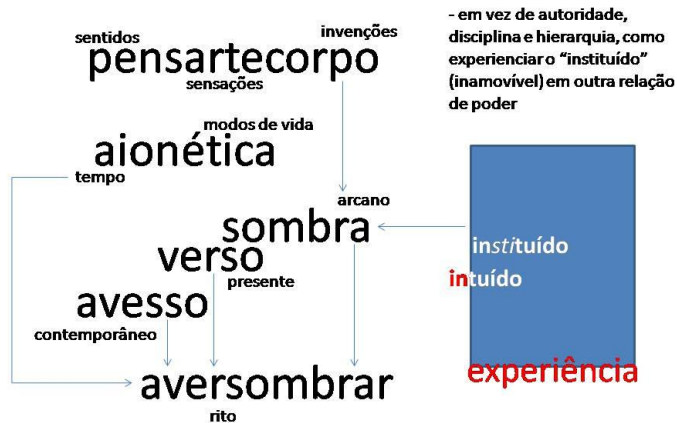 sentidos
invenções
pensartecorpo
sensações
- em vez de autoridade,
disciplina e hierarquia, como
experienciar o “instituído”
(inamovível) em outra relação
de poder
modos de vida
aionética
tempo
arcano
sombra
verso
presente
avesso
contemporâneo
aversombrar
rito
instituído
intuído
experiência